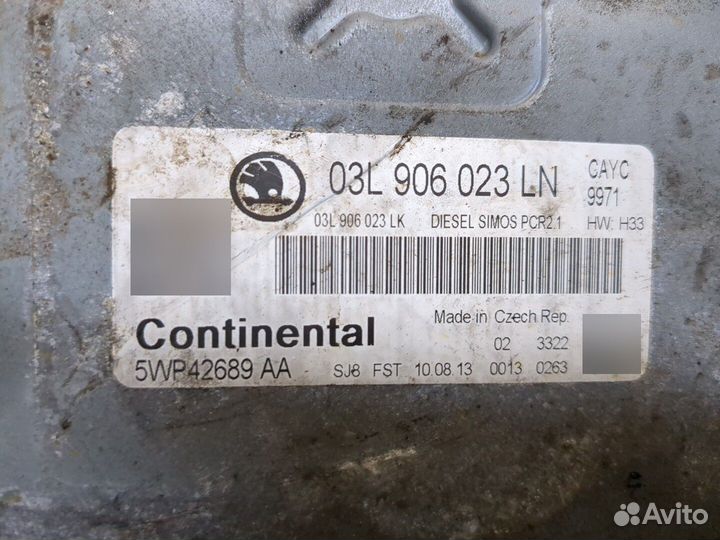 03L 906 023 LN
CAYC
9971
03L 906 023 LK DIESEL SIMOS PCR2.1 HW: H33
Continental
Made in Czech Rep.
02 3322
5WP42689 AA SJ8 FST 10.08.13 0013 0263
Avito